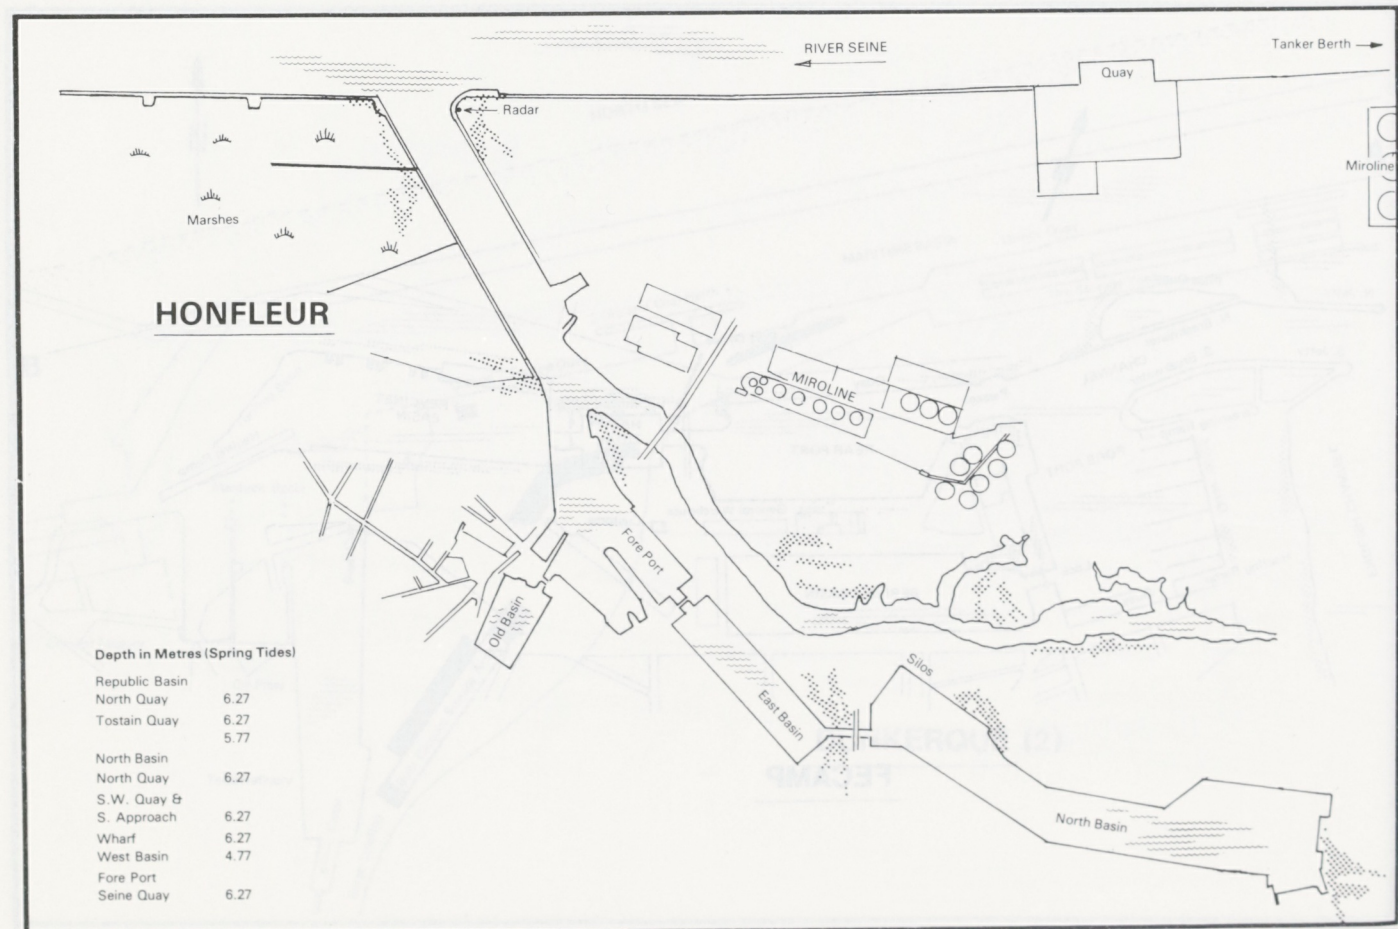 RIVER SEINE
Tanker Berth
Quay
Radar
Miroline
Marshes
HONFLEUR
MIROLINE
Fore Port
Old Basin
Depth in Metres (Spring Tides)
Republic Basin
North Quay 6.27
Tostain Quay 6.27
5.77
North Basin
North Quay 6.27
S.W. Quay &
S. Approach 6.27
Wharf 6.27
West Basin 4.77
Fore Port
Seine Quay 6.27
Silos
East Basin
North Basin
FECAMP